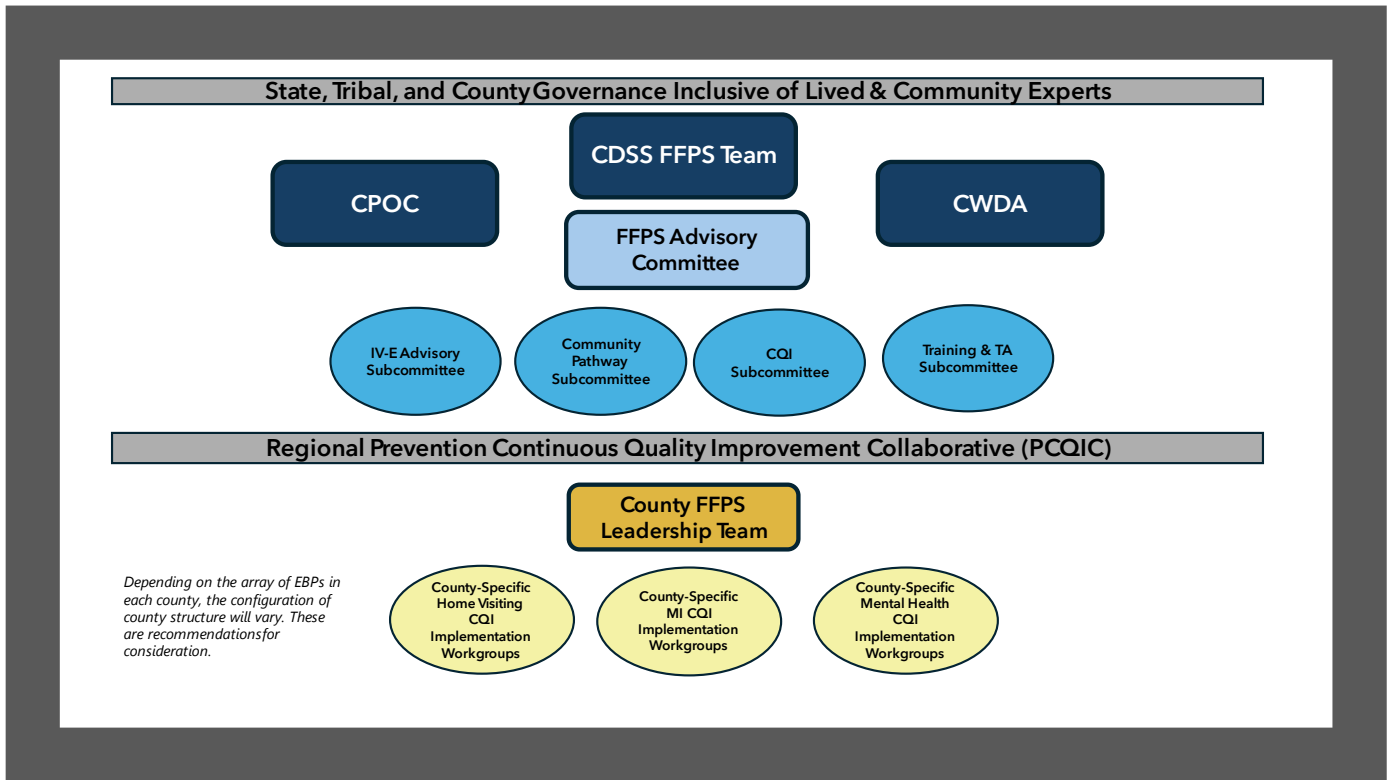 State, Tribal, and County Governance Inclusive of Lived & Community Experts
CDSS FFPS Team
CPOC
CWDA
FFPS Advisory
Committee
IV-E Advisory
Subcommittee
Community
Pathway
Subcommittee
CQI
Subcommittee
Training & TA
Subcommittee
Regional Prevention Continuous Quality Improvement Collaborative (PCQIC)
County FFPS
Leadership Team
Depending on the array of EBPs in
each county, the configuration of
county structure will vary. These
are recommendations for
consideration.
County-Specific
Home Visiting
CQI
Implementation
Workgroups
County-Specific
MI CQI
Implementation
Workgroups
County-Specific
Mental Health
CQI
Implementation
Workgroups